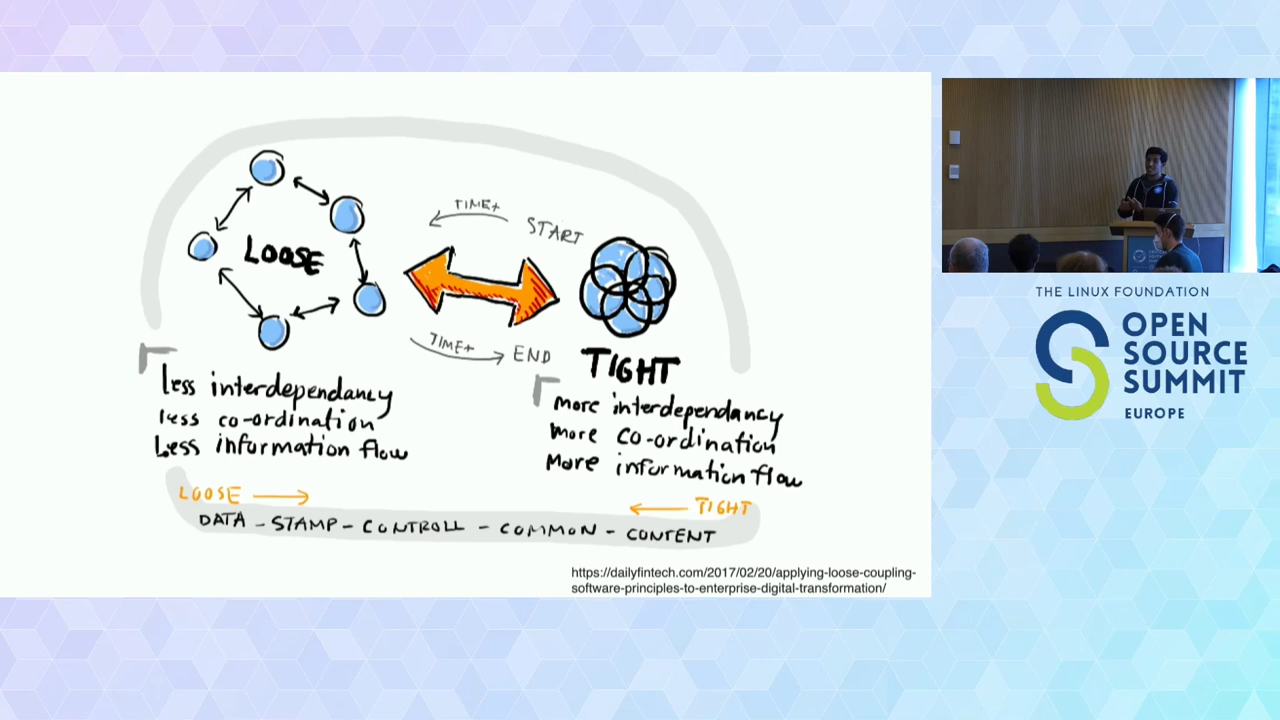 LOOSE
TIME+
START
TIME+
END
TIGHT
less interdependancy
less co-ordination
Less information flow
more interdependancy
more co-ordination
More information flow
LOOSE
TIGHT
DATA - STAMP - CONTROLL - COMMON - CONTENT
https://dailyfintech.com/2017/02/20/applying-loose-coupling-
software-principles-to-enterprise-digital-transformation/
THE LINUX FOUNDATION
OPEN
SOURCE
SUMMIT
EUROPE